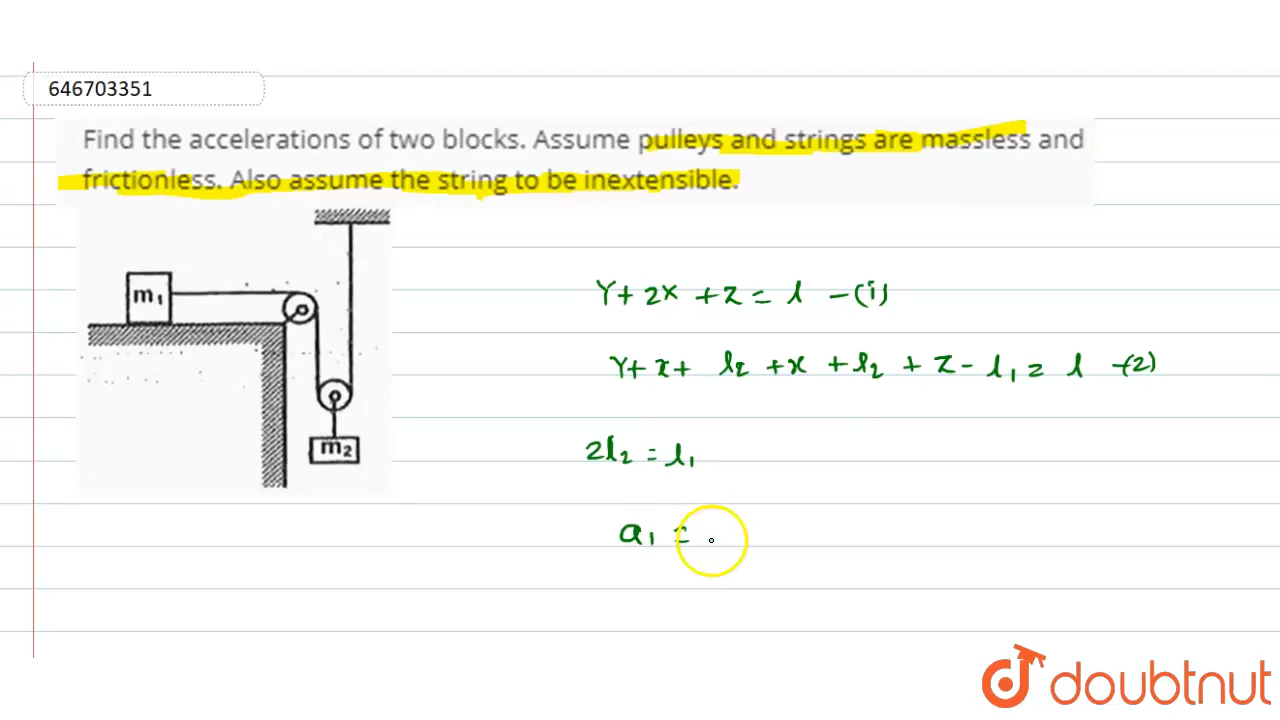 646703351
Find the accelerations of two blocks. Assume pulleys and strings are massless and
frictionless. Also assume the string to be inextensible.
m1
m2
Y + 2x + z = l - (i)
Y + x + l2 + x + l2 + z - l1 = l -(2)
2l2 = l1
a1 =
doubtnut